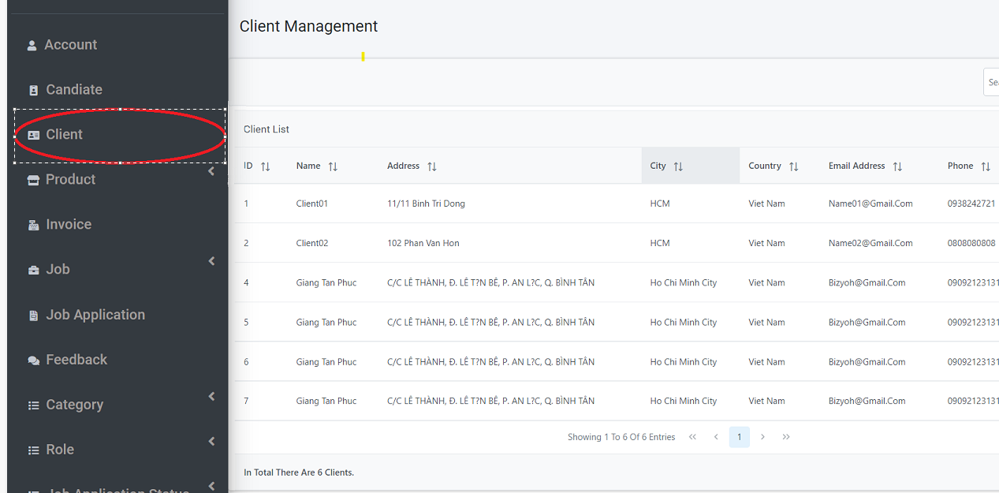 Client Management
Account
Candiate
Client
Product
Invoice
Job
Job Application
Feedback
Category
Role
Job Application Status
Client List
ID Name Address City Country Email Address Phone
1 Client01 11/11 Binh Tri Dong HCM Viet Nam Name01@Gmail.Com 0938242721
2 Client02 102 Phan Van Hon HCM Viet Nam Name02@Gmail.Com 0808080808
4 Giang Tan Phuc C/C LÊ THÀNH, Đ. LÊ T?N BÊ, P. AN L?C, Q. BÌNH TÂN Ho Chi Minh City Viet Nam Bizyoh@Gmail.Com 09092123131
5 Giang Tan Phuc C/C LÊ THÀNH, Đ. LÊ T?N BÊ, P. AN L?C, Q. BÌNH TÂN Ho Chi Minh City Viet Nam Bizyoh@Gmail.Com 09092123131
6 Giang Tan Phuc C/C LÊ THÀNH, Đ. LÊ T?N BÊ, P. AN L?C, Q. BÌNH TÂN Ho Chi Minh City Viet Nam Bizyoh@Gmail.Com 09092123131
7 Giang Tan Phuc C/C LÊ THÀNH, Đ. LÊ T?N BÊ, P. AN L?C, Q. BÌNH TÂN Ho Chi Minh City Viet Nam Bizyoh@Gmail.Com 09092123131
Showing 1 To 6 Of 6 Entries « ‹ 1 › »
In Total There Are 6 Clients.